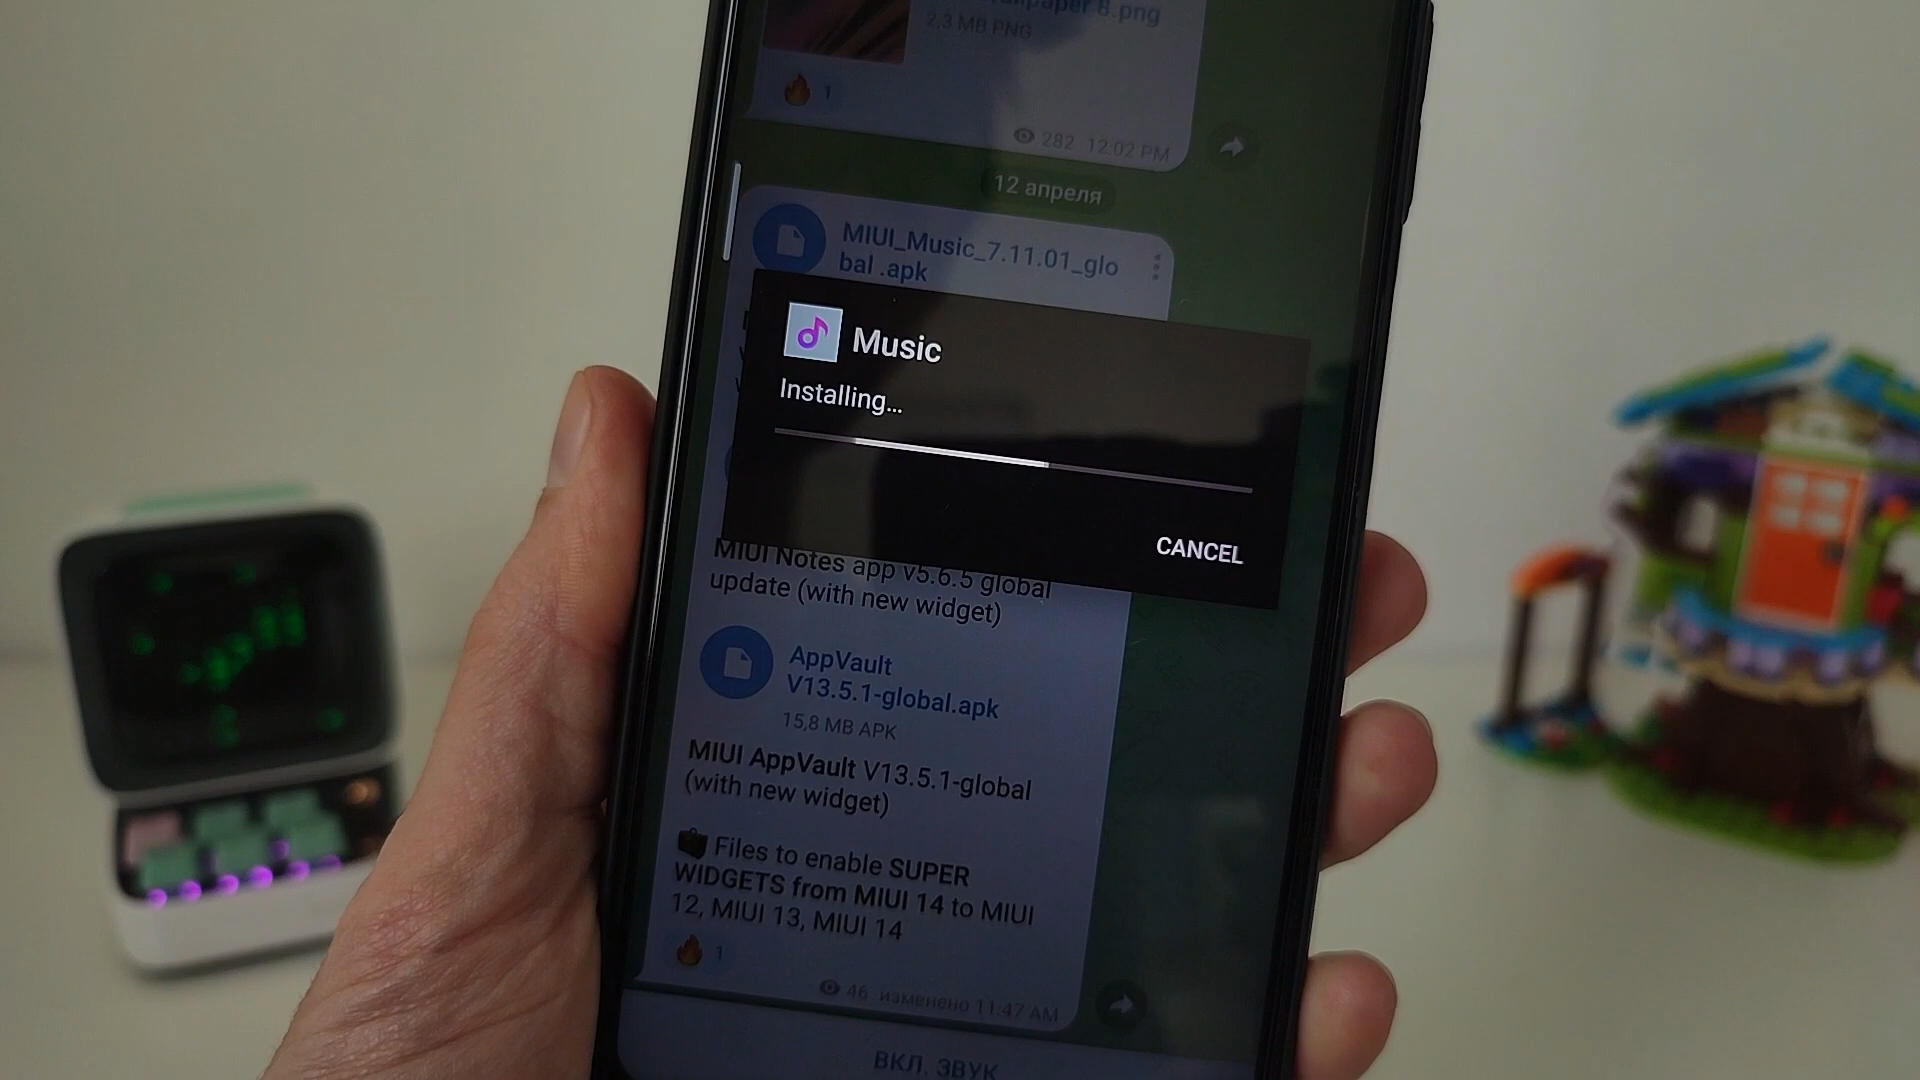 paper 8.png
2,3 MB PNG
1
282 12:02 PM
12 апреля
MIUI_Music_7.11.01_glo
bal .apk
Music
Installing...
CANCEL
MIUI Notes app v5.6.5 global
update (with new widget)
AppVault
V13.5.1-global.apk
15,8 MB APK
MIUI AppVault V13.5.1-global
(with new widget)
Files to enable SUPER
WIDGETS from MIUI 14 to MIUI
12, MIUI 13, MIUI 14
1
46 изменено 11:47 AM
ВКЛ. ЗВУК